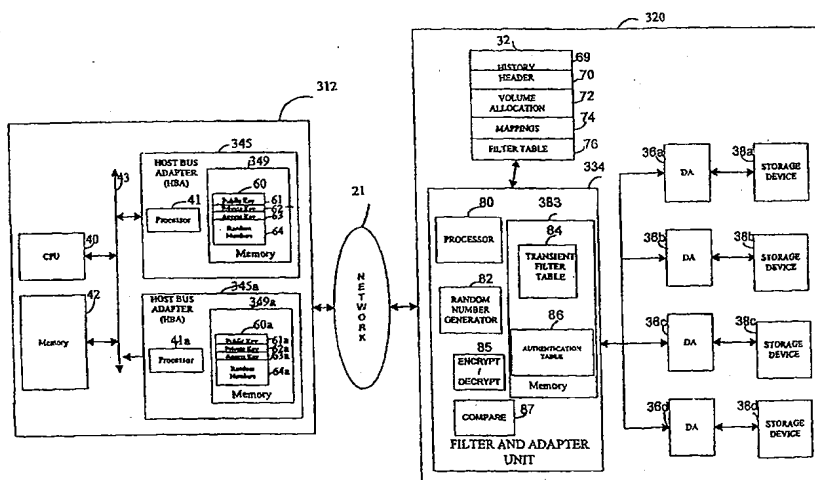 320
32
HISTORY
69
HEADER
70
VOLUME
ALLOCATION
72
MAPPINGS
74
FILTER TABLE
76
334
312
345
HOST BUS
ADAPTER
(HBA)
349
60
Public Key
61
Private Key
62
Access Key
63
Random
Numbers
64
Memory
41
Processor
43
40
CPU
42
Memory
345a
HOST BUS
ADAPTER
(HBA)
349a
60a
Public Key
61a
Private Key
62a
Access Key
63a
Random
Numbers
64a
Memory
41a
Processor
21
NETWORK
80
PROCESSOR
383
84
TRANSIENT
FILTER
TABLE
82
RANDOM
NUMBER
GENERATOR
86
AUTHENTICATION
TABLE
Memory
85
ENCRYPT /
DECRYPT
COMPARE
87
FILTER AND ADAPTER
UNIT
36a
DA
38a
STORAGE
DEVICE
36b
DA
38b
STORAGE
DEVICE
36c
DA
38c
STORAGE
DEVICE
36d
DA
38d
STORAGE
DEVICE